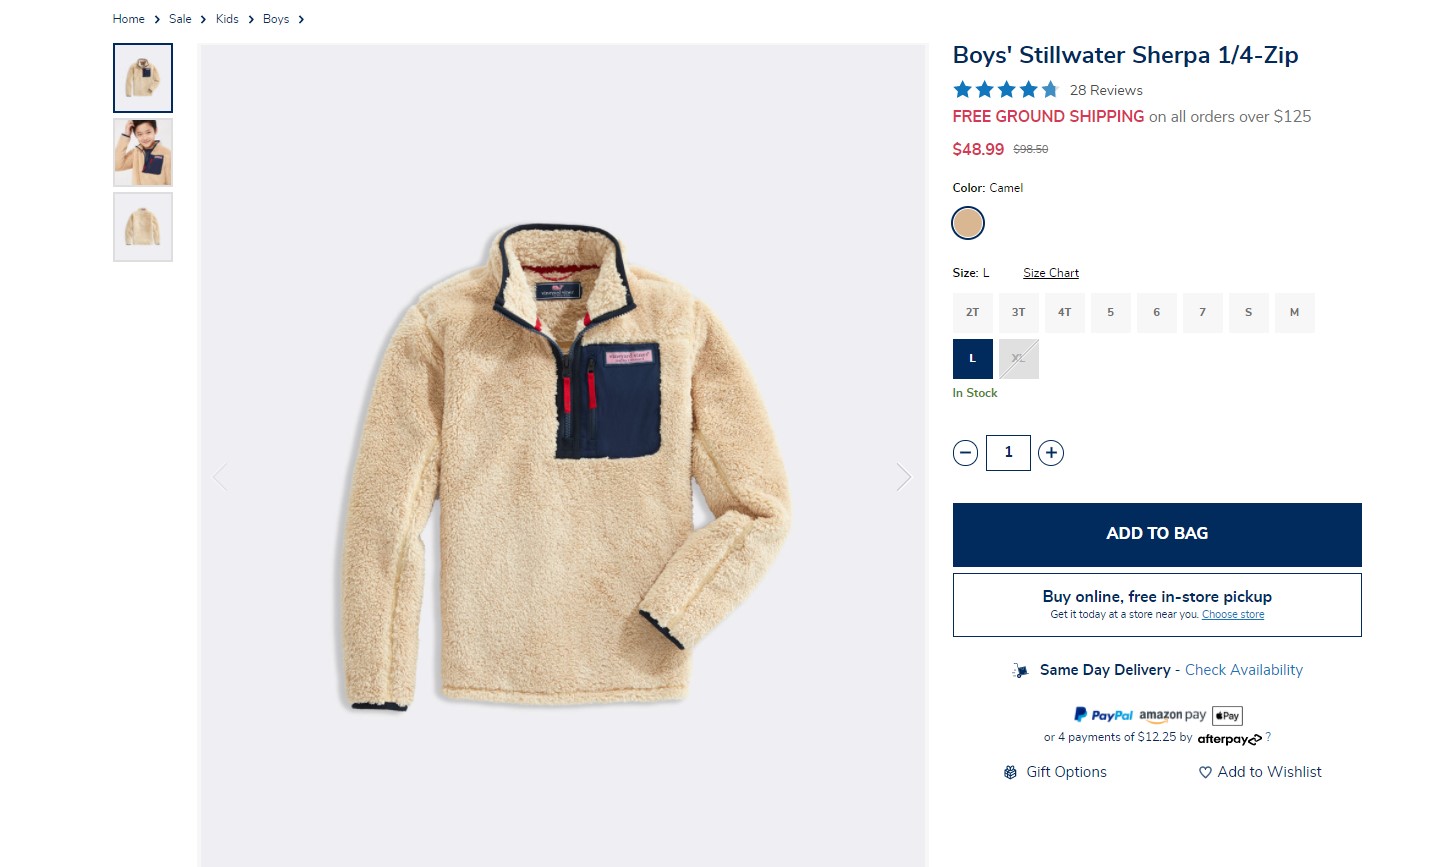 Home > Sale > Kids > Boys >
Boys' Stillwater Sherpa 1/4-Zip
28 Reviews
FREE GROUND SHIPPING on all orders over $125
$48.99 $98.50
Color: Camel
Size: L Size Chart
2T 3T 4T 5 6 7 S M
L XL
In Stock
1
ADD TO BAG
Buy online, free in-store pickup
Get it today at a store near you. Choose store
Same Day Delivery - Check Availability
PayPal amazon pay Pay
or 4 payments of $12.25 by afterpay ?
Gift Options Add to Wishlist